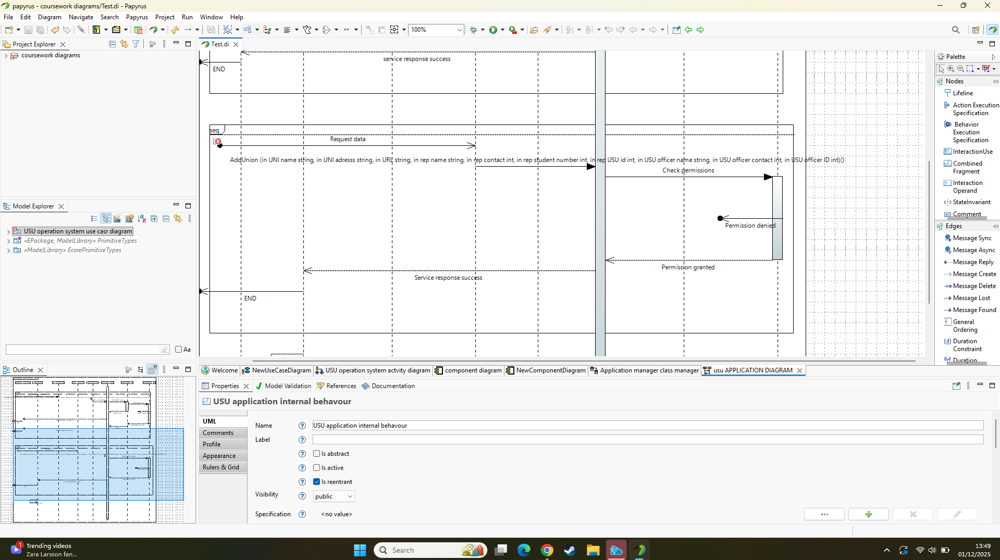 papyrus - coursework diagrams/Test.di - Papyrus
File Edit Diagram Navigate Search Papyrus Project Run Window Help
100%
Project Explorer
coursework diagrams
Model Explorer
USU operation system use casr diagram
«EPackage, ModelLibrary» PrimitiveTypes
«ModelLibrary» EcorePrimitiveTypes
Aa
Outline
Test.di
service response success
END
seq
Request data
AddUnion (in UNI name string, in UNI adresss string, in URL string, in rep name string, in rep contact int, in rep student number int, in rep USU id int, in USU officer name string, in USU officer contact int, in USU officer ID int)()
Check permissions
Permission denied
Permission granted
Service response success
END
Palette
Nodes
Lifeline
Action Execution
Specification
Behavior
Execution
Specification
InteractionUse
Combined
Fragment
Interaction
Operand
StateInvariant
Comment
Edges
Message Sync
Message Async
Message Reply
Message Create
Message Delete
Message Lost
Message Found
General
Ordering
Duration
Constraint
Duration
Welcome NewUseCaseDiagram USU operation system actvity diagram component diagram NewComponentDiagram Application manager class manager usu APPLICATION DIAGRAM
Properties Model Validation References Documentation
USU application internal behavour
UML
Comments
Profile
Appearance
Rulers & Grid
Name USU application internal behavour
Label
Is abstract
Is active
Is reentrant
Visibility public
Specification <no value>
1
Trending videos
Zara Larsson fan...
Search
13:49
01/12/2025